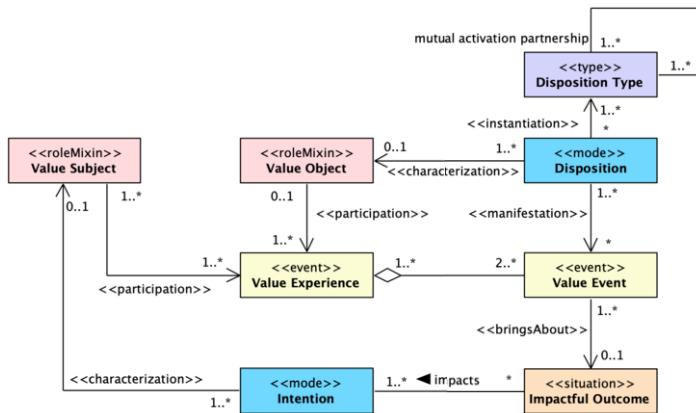 mutual activation partnership
1..*
<<type>>
Disposition Type
1..*
1..*
<<instantiation>>
*
<<roleMixin>>
Value Subject
<<roleMixin>>
Value Object
0..1
1..*
<<characterization>>
<<mode>>
Disposition
0..1
1..*
0..1
<<participation>>
1..*
<<manifestation>>
1..*
1..*
*
<<participation>>
<<event>>
Value Experience
1..*
2..*
<<event>>
Value Event
1..*
<<bringsAbout>>
0..1
<<characterization>>
1..*
<<mode>>
Intention
1..*
◄ impacts
*
<<situation>>
Impactful Outcome